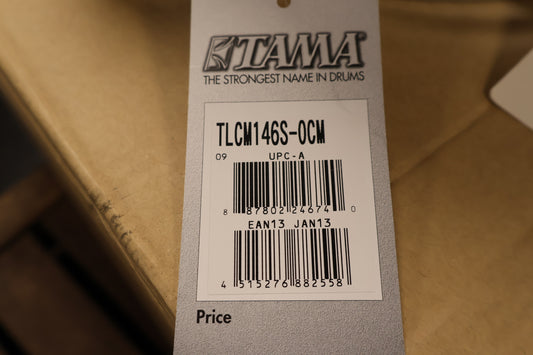 TAMA
THE STRONGEST NAME IN DRUMS
TLCM146S-0CM
09 UPC-A
8 87802 24674 0
EAN13 JAN13
4 515276 882558
Price